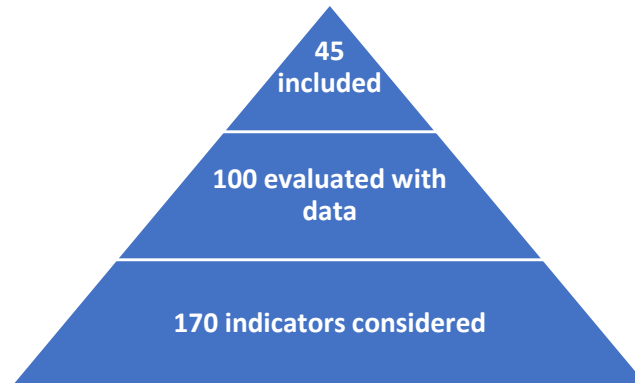 45
included
100 evaluated with
data
170 indicators considered